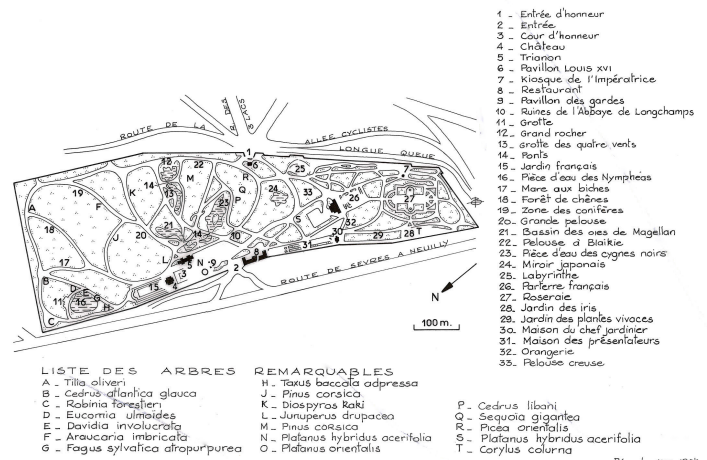 1 _ Entrée d'honneur
2 _ Entrée
3 _ Cour d'honneur
4 _ Château
5 _ Trianon
6 _ Pavillon Louis XVI
7 _ Kiosque de l'Impératrice
8 _ Restaurant
9 _ Pavillon des gardes
10 _ Ruines de l'Abbaye de Longchamps
11 _ Grotte
12 _ Grand rocher
13 _ Grotte des quatre vents
14 _ Ponts
15 _ Jardin français
16 _ Pièce d'eau des Nymphéas
17 _ Mare aux biches
18 _ Forêt de chênes
19 _ Zone des conifères
20 _ Grande pelouse
21 _ Bassin des oies de Magellan
22 _ Pelouse à Blaikie
23 _ Pièce d'eau des cygnes noirs
24 _ Miroir japonais
25 _ Labyrinthe
26 _ Parterre français
27 _ Roseraie
28 _ Jardin des iris
29 _ Jardin des plantes vivaces
30 _ Maison du chef jardinier
31 _ Maison des présentateurs
32 _ Orangerie
33 _ Pelouse creuse
ROUTE DE LA
R. DES LACS
ALLEE CYCLISTES
LONGUE QUEUE
ROUTE DE SEVRES A NEUILLY
N
100 m.
LISTE DES ARBRES REMARQUABLES
A _ Tilia oliveri
B _ Cedrus atlantica glauca
C _ Robinia forestieri
D _ Eucomia ulmoides
E _ Davidia involucrata
F _ Araucaria imbricata
G _ Fagus sylvatica atropurpurea
H _ Taxus baccata adpressa
J _ Pinus corsica
K _ Diospyros Kaki
L _ Junuperus drupacea
M _ Pinus corsica
N _ Platanus hybridus acerifolia
O _ Platanus orientalis
P _ Cedrus libani
Q _ Sequoia gigantea
R _ Picea orientalis
S _ Platanus hybridus acerifolia
T _ Corylus colurna